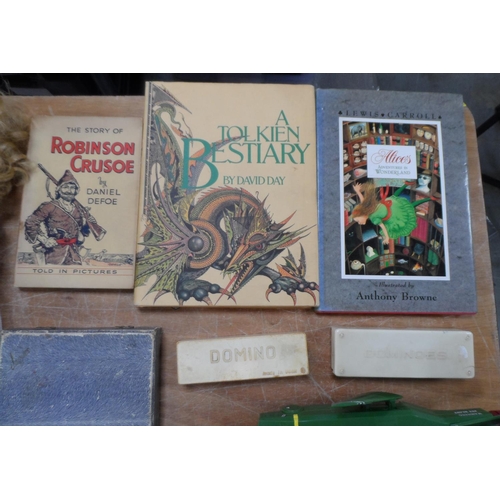 THE STORY OF
ROBINSON
CRUSOE
by
DANIEL
DEFOE
TOLD IN PICTURES
A
TOLKIEN
BESTIARY
BY DAVID DAY
LEWIS CARROLL
Alice's
ADVENTURES IN
WONDERLAND
Illustrated by
Anthony Browne
DOMINO
DOMINOES